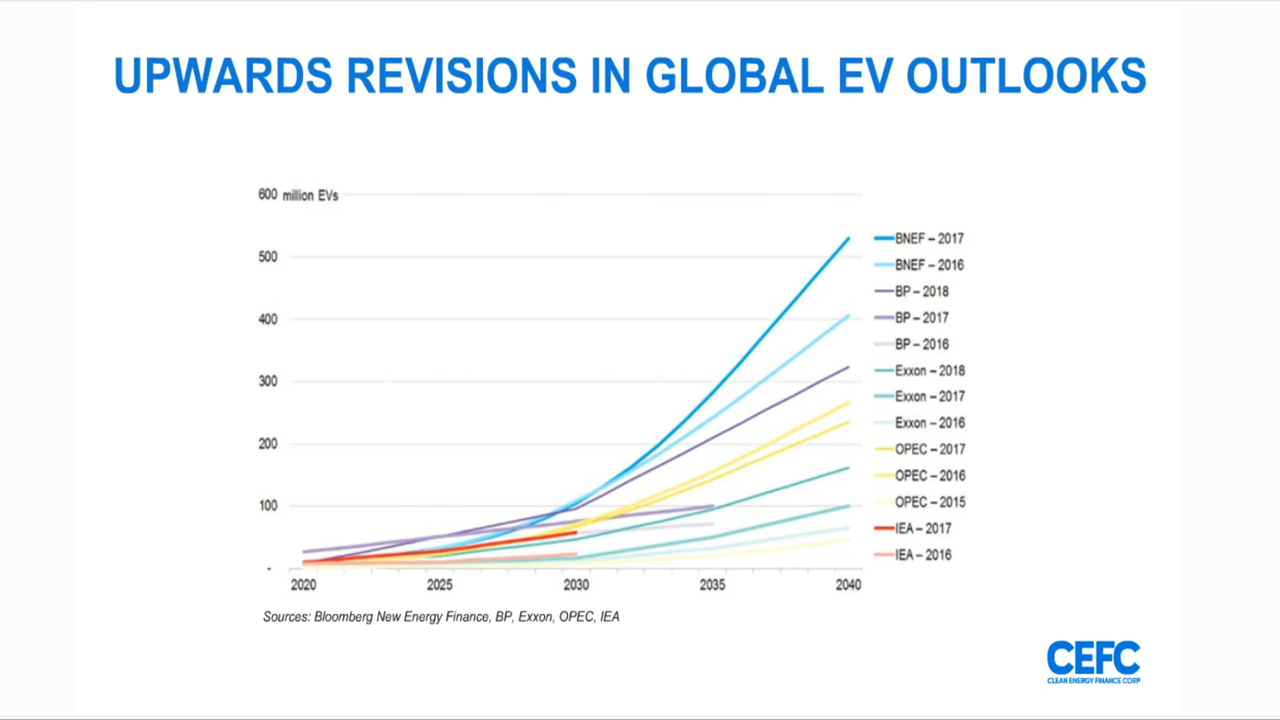 UPWARDS REVISIONS IN GLOBAL EV OUTLOOKS
600 million EVs
500
400
300
200
100
-
2020 2025 2030 2035 2040
BNEF – 2017
BNEF – 2016
BP – 2018
BP – 2017
BP – 2016
Exxon – 2018
Exxon – 2017
Exxon – 2016
OPEC – 2017
OPEC – 2016
OPEC – 2015
IEA – 2017
IEA – 2016
Sources: Bloomberg New Energy Finance, BP, Exxon, OPEC, IEA
CEFC
CLEAN ENERGY FINANCE CORP